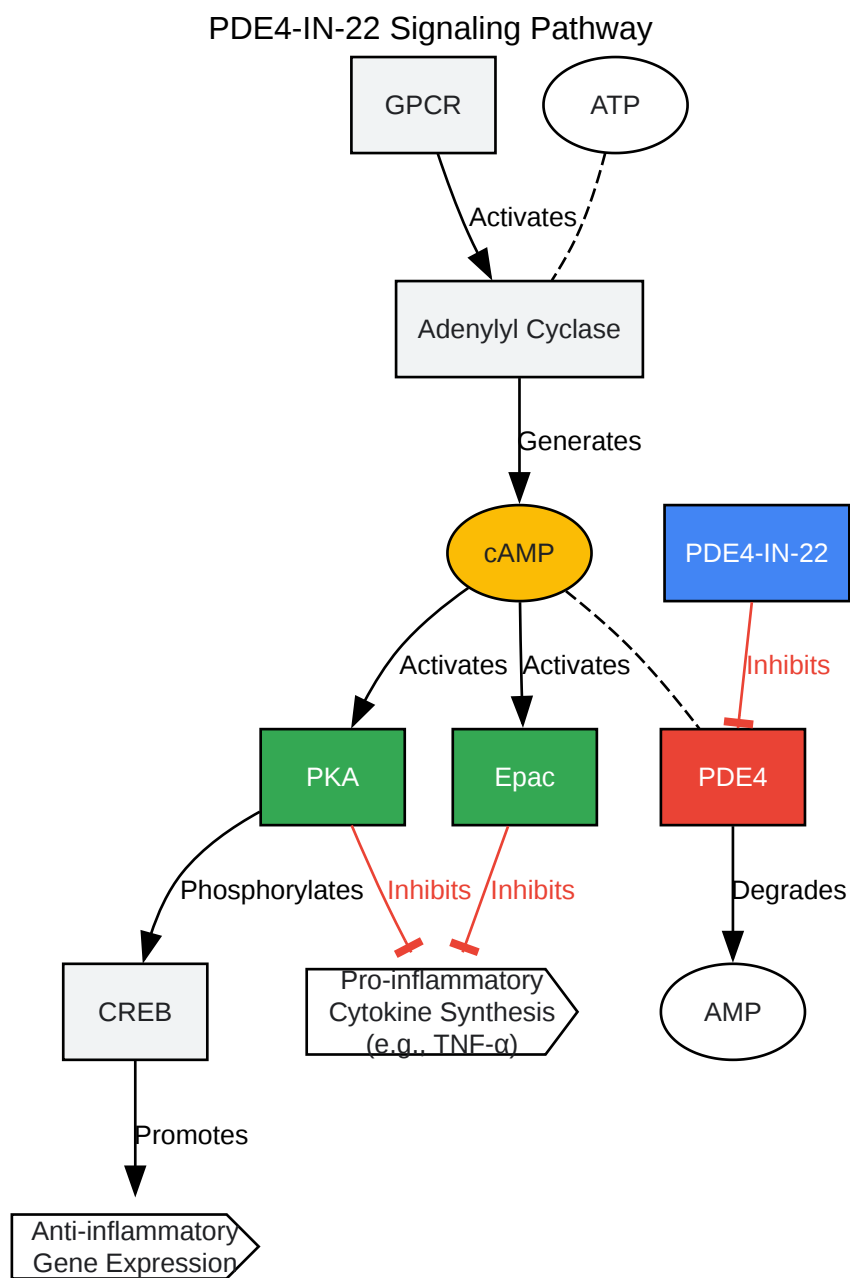 PDE4-IN-22 Signaling Pathway
GPCR
ATP
Activates
Adenylyl Cyclase
Generates
cAMP
PDE4-IN-22
Activates
Activates
Inhibits
PKA
Epac
PDE4
Phosphorylates
Inhibits
Inhibits
Degrades
CREB
Pro-inflammatory
Cytokine Synthesis
(e.g., TNF-α)
AMP
Promotes
Anti-inflammatory
Gene Expression